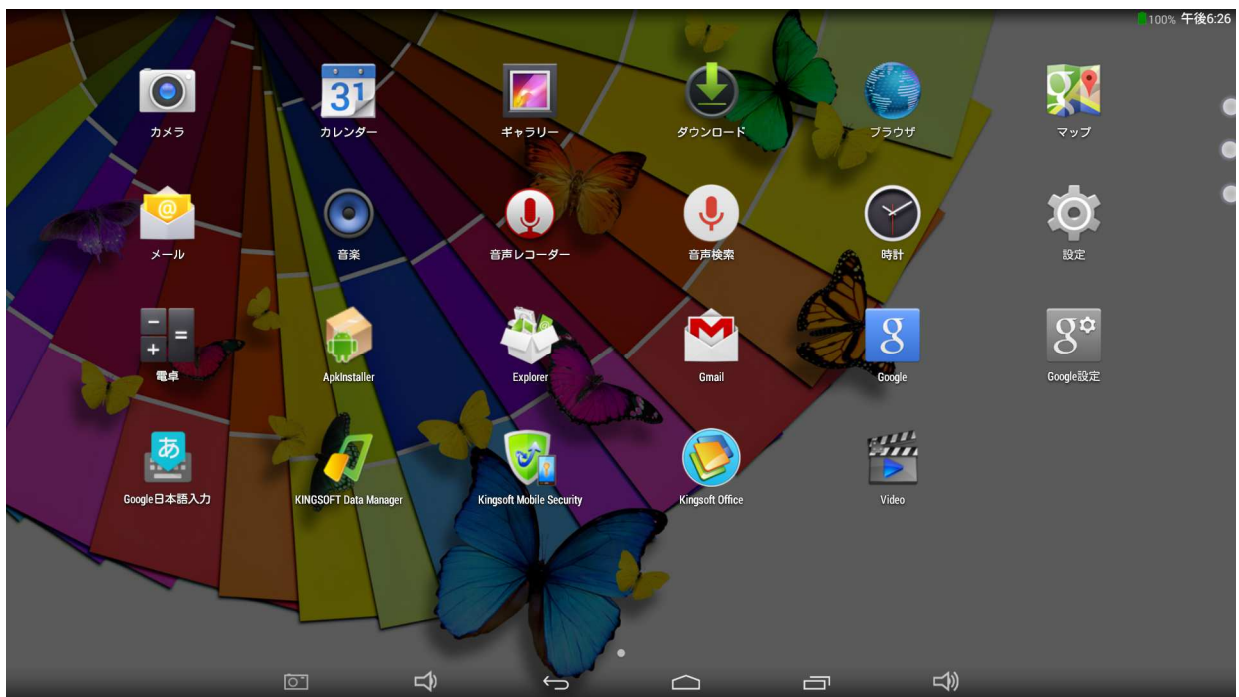 100% 午後6:26
31
カメラ
カレンダー
ギャラリー
ダウンロード
ブラウザ
マップ
@
メール
音楽
音声レコーダー
音声検索
時計
設定
電卓
ApkInstaller
Explorer
Gmail
Google
Google設定
あ
Google日本語入力
KINGSOFT Data Manager
Kingsoft Mobile Security
Kingsoft Office
Video